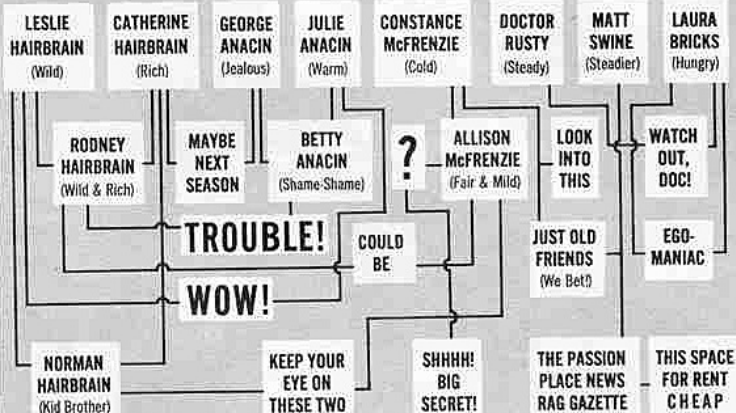 LESLIE
HAIRBRAIN
(Wild)
CATHERINE
HAIRBRAIN
(Rich)
GEORGE
ANACIN
(Jealous)
JULIE
ANACIN
(Warm)
CONSTANCE
McFRENZIE
(Cold)
DOCTOR
RUSTY
(Steady)
MATT
SWINE
(Steadier)
LAURA
BRICKS
(Hungry)
RODNEY
HAIRBRAIN
(Wild & Rich)
MAYBE
NEXT
SEASON
BETTY
ANACIN
(Shame-Shame)
?
ALLISON
McFRENZIE
(Fair & Mild)
LOOK
INTO
THIS
WATCH
OUT,
DOC!
TROUBLE!
COULD
BE
JUST OLD
FRIENDS
(We Bet!)
EGO-
MANIAC
WOW!
NORMAN
HAIRBRAIN
(Kid Brother)
KEEP YOUR
EYE ON
THESE TWO
SHHHH!
BIG
SECRET!
THE PASSION
PLACE NEWS
RAG GAZETTE
THIS SPACE
FOR RENT
CHEAP